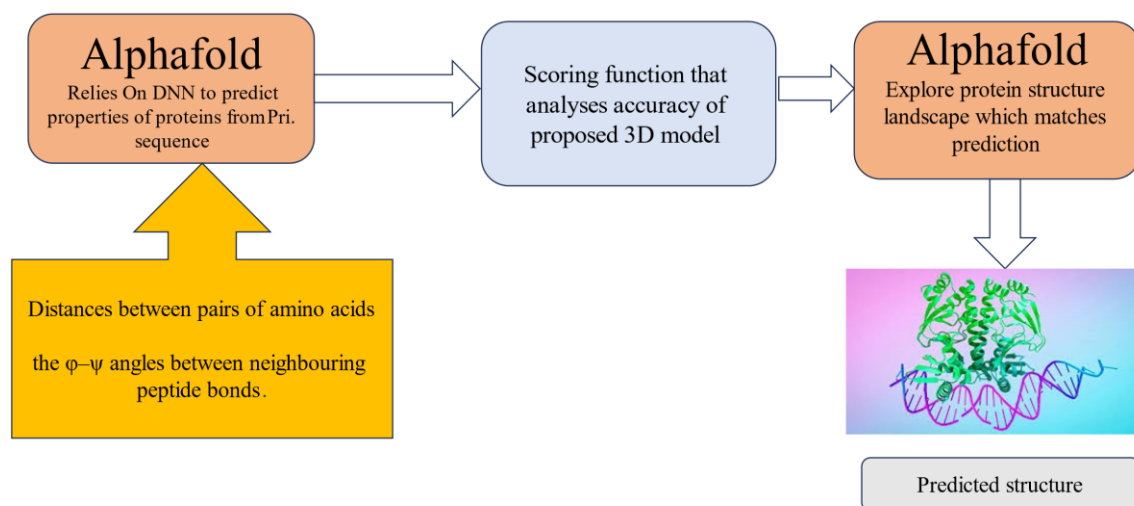 Alphafold
Relies On DNN to predict
properties of proteins from Pri.
sequence
Scoring function that
analyses accuracy of
proposed 3D model
Alphafold
Explore protein structure
landscape which matches
prediction
Distances between pairs of amino acids
the φ–ψ angles between neighbouring
peptide bonds.
Predicted structure